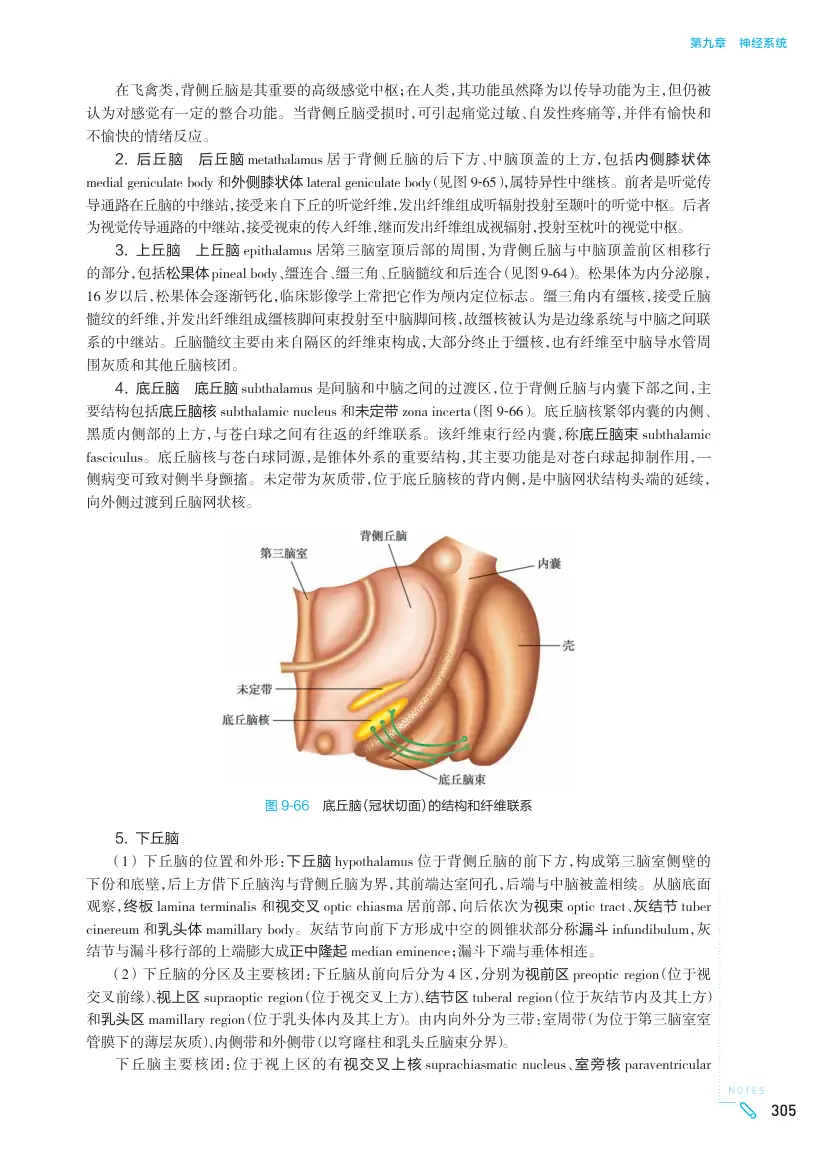 第九章　神经系统
在飞禽类,背侧丘脑是其重要的高级感觉中枢;在人类,其功能虽然降为以传导功能为主,但仍被
认为对感觉有一定的整合功能。当背侧丘脑受损时,可引起痛觉过敏、自发性疼痛等,并伴有愉快和
不愉快的情绪反应。
2. 后丘脑　后丘脑 metathalamus 居于背侧丘脑的后下方、中脑顶盖的上方,包括内侧膝状体
medial geniculate body 和外侧膝状体 lateral geniculate body(见图 9-65),属特异性中继核。前者是听觉传
导通路在丘脑的中继站,接受来自下丘的听觉纤维,发出纤维组成听辐射投射至颞叶的听觉中枢。后者
为视觉传导通路的中继站,接受视束的传入纤维,继而发出纤维组成视辐射,投射至枕叶的视觉中枢。
3. 上丘脑　上丘脑 epithalamus 居第三脑室顶后部的周围,为背侧丘脑与中脑顶盖前区相移行
的部分,包括松果体 pineal body、缰连合、缰三角、丘脑髓纹和后连合(见图9-64)。松果体为内分泌腺,
16 岁以后,松果体会逐渐钙化,临床影像学上常把它作为颅内定位标志。缰三角内有缰核,接受丘脑
髓纹的纤维,并发出纤维组成缰核脚间束投射至中脑脚间核,故缰核被认为是边缘系统与中脑之间联
系的中继站。丘脑髓纹主要由来自隔区的纤维束构成,大部分终止于缰核,也有纤维至中脑导水管周
围灰质和其他丘脑核团。
4. 底丘脑　底丘脑 subthalamus 是间脑和中脑之间的过渡区,位于背侧丘脑与内囊下部之间,主
要结构包括底丘脑核 subthalamic nucleus 和未定带 zona incerta(图 9-66)。底丘脑核紧邻内囊的内侧、
黑质内侧部的上方,与苍白球之间有往返的纤维联系。该纤维束行经内囊,称底丘脑束 subthalamic
fasciculus。底丘脑核与苍白球同源,是锥体外系的重要结构,其主要功能是对苍白球起抑制作用,一
侧病变可致对侧半身颤搐。未定带为灰质带,位于底丘脑核的背内侧,是中脑网状结构头端的延续,
向外侧过渡到丘脑网状核。
背侧丘脑
第三脑室
内囊
壳
未定带
底丘脑核
底丘脑束
图 9-66　底丘脑(冠状切面)的结构和纤维联系
5. 下丘脑
(1)下丘脑的位置和外形:下丘脑 hypothalamus 位于背侧丘脑的前下方,构成第三脑室侧壁的
下份和底壁,后上方借下丘脑沟与背侧丘脑为界,其前端达室间孔,后端与中脑被盖相续。从脑底面
观察,终板 lamina terminalis 和视交叉 optic chiasma 居前部,向后依次为视束 optic tract、灰结节 tuber
cinereum 和乳头体 mamillary body。灰结节向前下方形成中空的圆锥状部分称漏斗 infundibulum,灰
结节与漏斗移行部的上端膨大成正中隆起 median eminence;漏斗下端与垂体相连。
(2)下丘脑的分区及主要核团:下丘脑从前向后分为 4 区,分别为视前区 preoptic region(位于视
交叉前缘)、视上区 supraoptic region(位于视交叉上方)、结节区 tuberal region(位于灰结节内及其上方)
和乳头区 mamillary region(位于乳头体内及其上方)。由内向外分为三带:室周带(为位于第三脑室室
管膜下的薄层灰质)、内侧带和外侧带(以穹窿柱和乳头丘脑束分界)。
下丘脑主要核团:位于视上区的有视交叉上核 suprachiasmatic nucleus、室旁核 paraventricular
NOTES
305